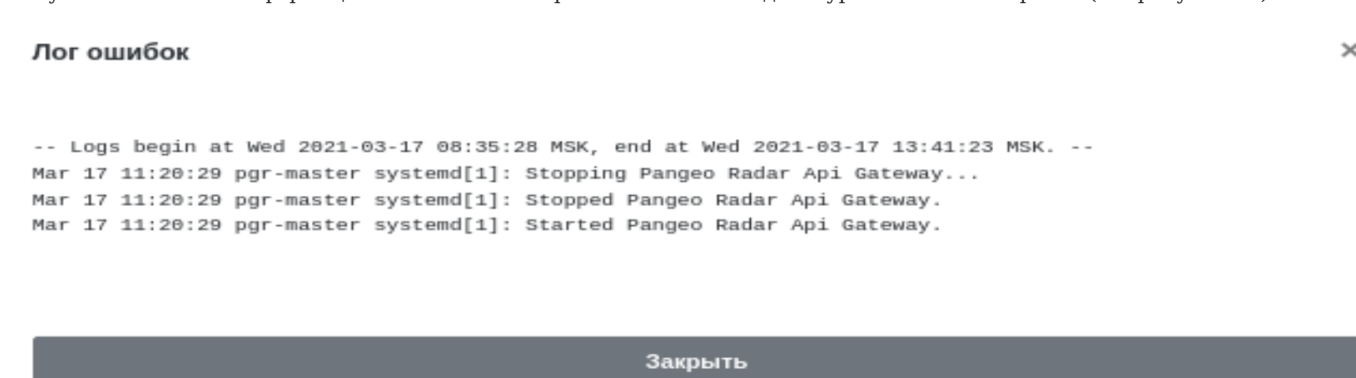 Лог ошибок
×
-- Logs begin at Wed 2021-03-17 08:35:28 MSK, end at Wed 2021-03-17 13:41:23 MSK. --
Mar 17 11:20:29 pgr-master systemd[1]: Stopping Pangeo Radar Api Gateway...
Mar 17 11:20:29 pgr-master systemd[1]: Stopped Pangeo Radar Api Gateway.
Mar 17 11:20:29 pgr-master systemd[1]: Started Pangeo Radar Api Gateway.
Закрыть